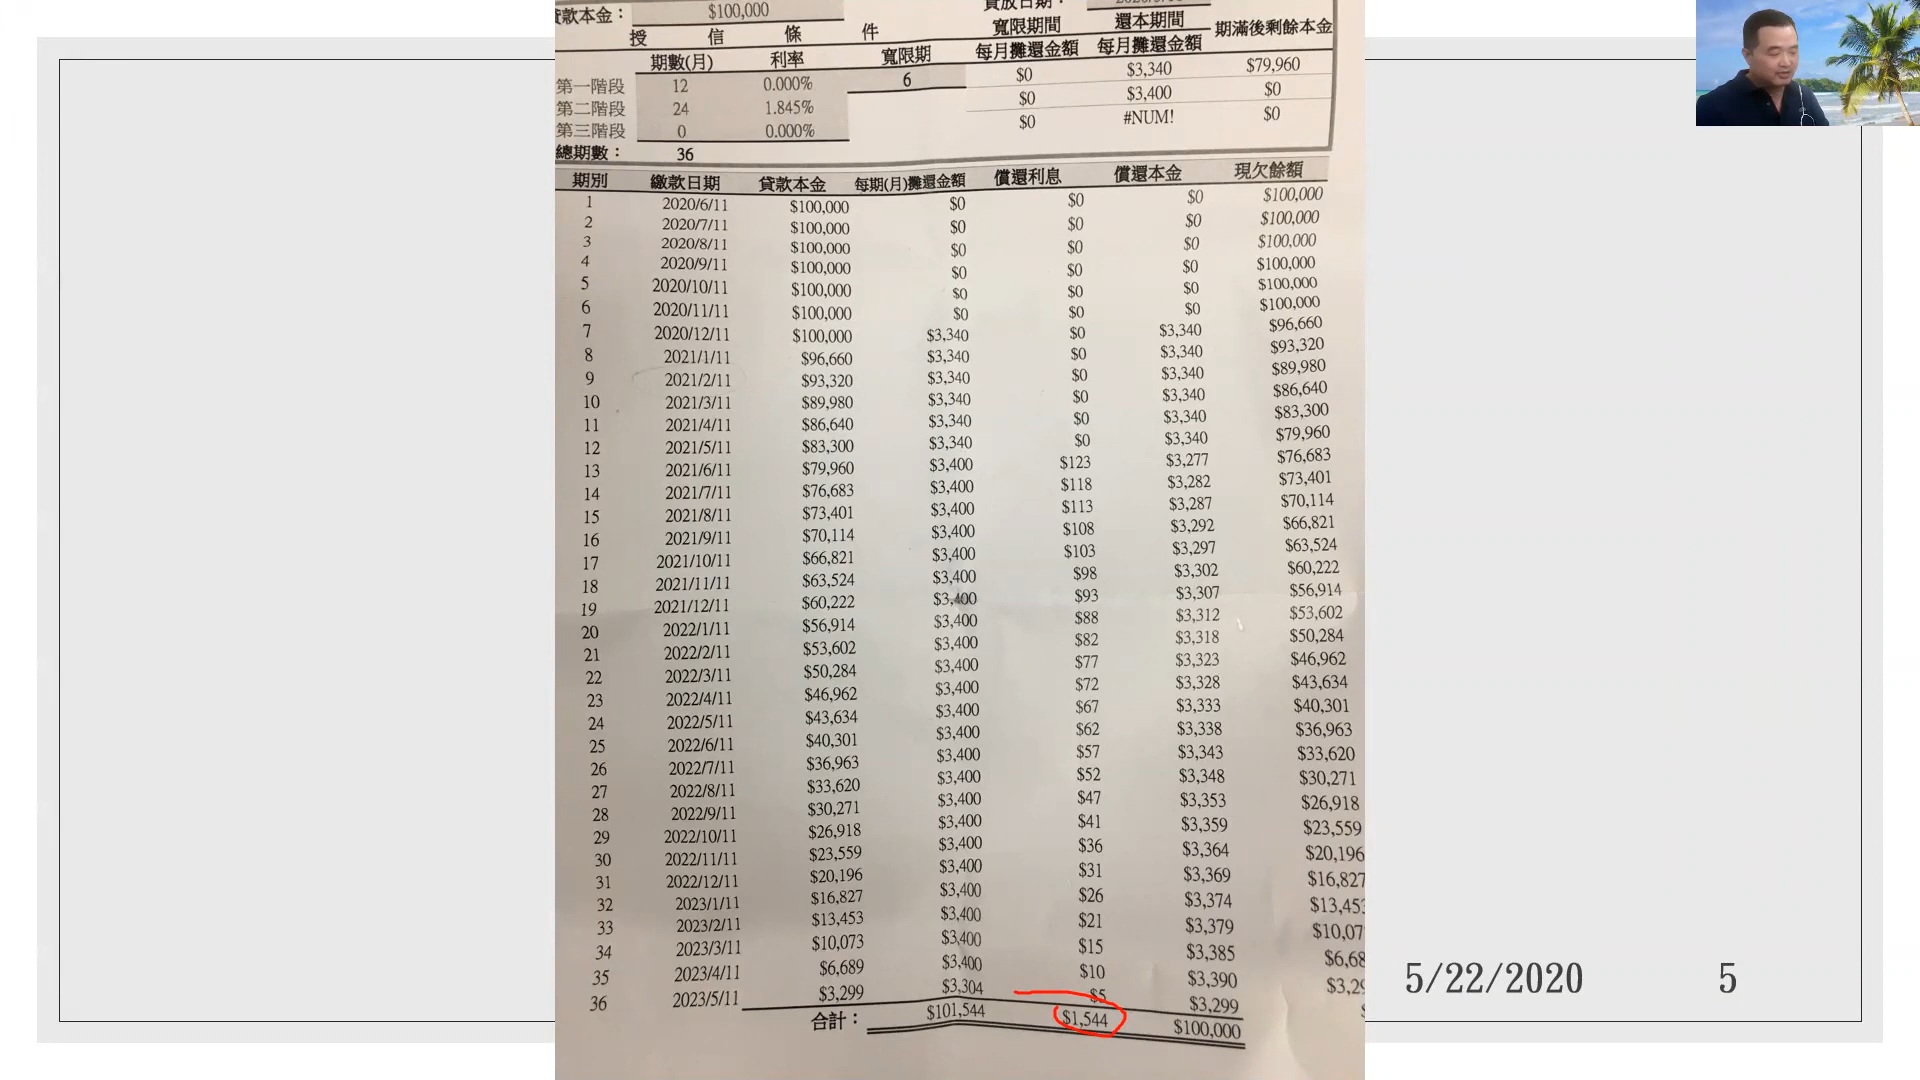 貸款本金： $100,000
授 信 條 件 寬限期間 還本期間 期滿後剩餘本金
期數(月) 利率 寬限期 每月攤還金額 每月攤還金額
第一階段 12 0.000% 6 $0 $3,340 $79,960
第二階段 24 1.845% $0 $3,400 $0
第三階段 0 0.000% $0 #NUM! $0
總期數： 36
期別 繳款日期 貸款本金 每期(月)攤還金額 償還利息 償還本金 現欠餘額
1 2020/6/11 $100,000 $0 $0 $0 $100,000
2 2020/7/11 $100,000 $0 $0 $0 $100,000
3 2020/8/11 $100,000 $0 $0 $0 $100,000
4 2020/9/11 $100,000 $0 $0 $0 $100,000
5 2020/10/11 $100,000 $0 $0 $0 $100,000
6 2020/11/11 $100,000 $0 $0 $0 $100,000
7 2020/12/11 $100,000 $3,340 $0 $3,340 $96,660
8 2021/1/11 $96,660 $3,340 $0 $3,340 $93,320
9 2021/2/11 $93,320 $3,340 $0 $3,340 $89,980
10 2021/3/11 $89,980 $3,340 $0 $3,340 $86,640
11 2021/4/11 $86,640 $3,340 $0 $3,340 $83,300
12 2021/5/11 $83,300 $3,340 $0 $3,340 $79,960
13 2021/6/11 $79,960 $3,400 $123 $3,277 $76,683
14 2021/7/11 $76,683 $3,400 $118 $3,282 $73,401
15 2021/8/11 $73,401 $3,400 $113 $3,287 $70,114
16 2021/9/11 $70,114 $3,400 $108 $3,292 $66,821
17 2021/10/11 $66,821 $3,400 $103 $3,297 $63,524
18 2021/11/11 $63,524 $3,400 $98 $3,302 $60,222
19 2021/12/11 $60,222 $3,400 $93 $3,307 $56,914
20 2022/1/11 $56,914 $3,400 $88 $3,312 $53,602
21 2022/2/11 $53,602 $3,400 $82 $3,318 $50,284
22 2022/3/11 $50,284 $3,400 $77 $3,323 $46,962
23 2022/4/11 $46,962 $3,400 $72 $3,328 $43,634
24 2022/5/11 $43,634 $3,400 $67 $3,333 $40,301
25 2022/6/11 $40,301 $3,400 $62 $3,338 $36,963
26 2022/7/11 $36,963 $3,400 $57 $3,343 $33,620
27 2022/8/11 $33,620 $3,400 $52 $3,348 $30,271
28 2022/9/11 $30,271 $3,400 $47 $3,353 $26,918
29 2022/10/11 $26,918 $3,400 $41 $3,359 $23,559
30 2022/11/11 $23,559 $3,400 $36 $3,364 $20,196
31 2022/12/11 $20,196 $3,400 $31 $3,369 $16,827
32 2023/1/11 $16,827 $3,400 $26 $3,374 $13,453
33 2023/2/11 $13,453 $3,400 $21 $3,379 $10,07
34 2023/3/11 $10,073 $3,400 $15 $3,385 $6,68
35 2023/4/11 $6,689 $3,400 $10 $3,390 $3,29
36 2023/5/11 $3,299 $3,304 $5 $3,299
合計： $101,544 $1,544 $100,000
5/22/2020 5